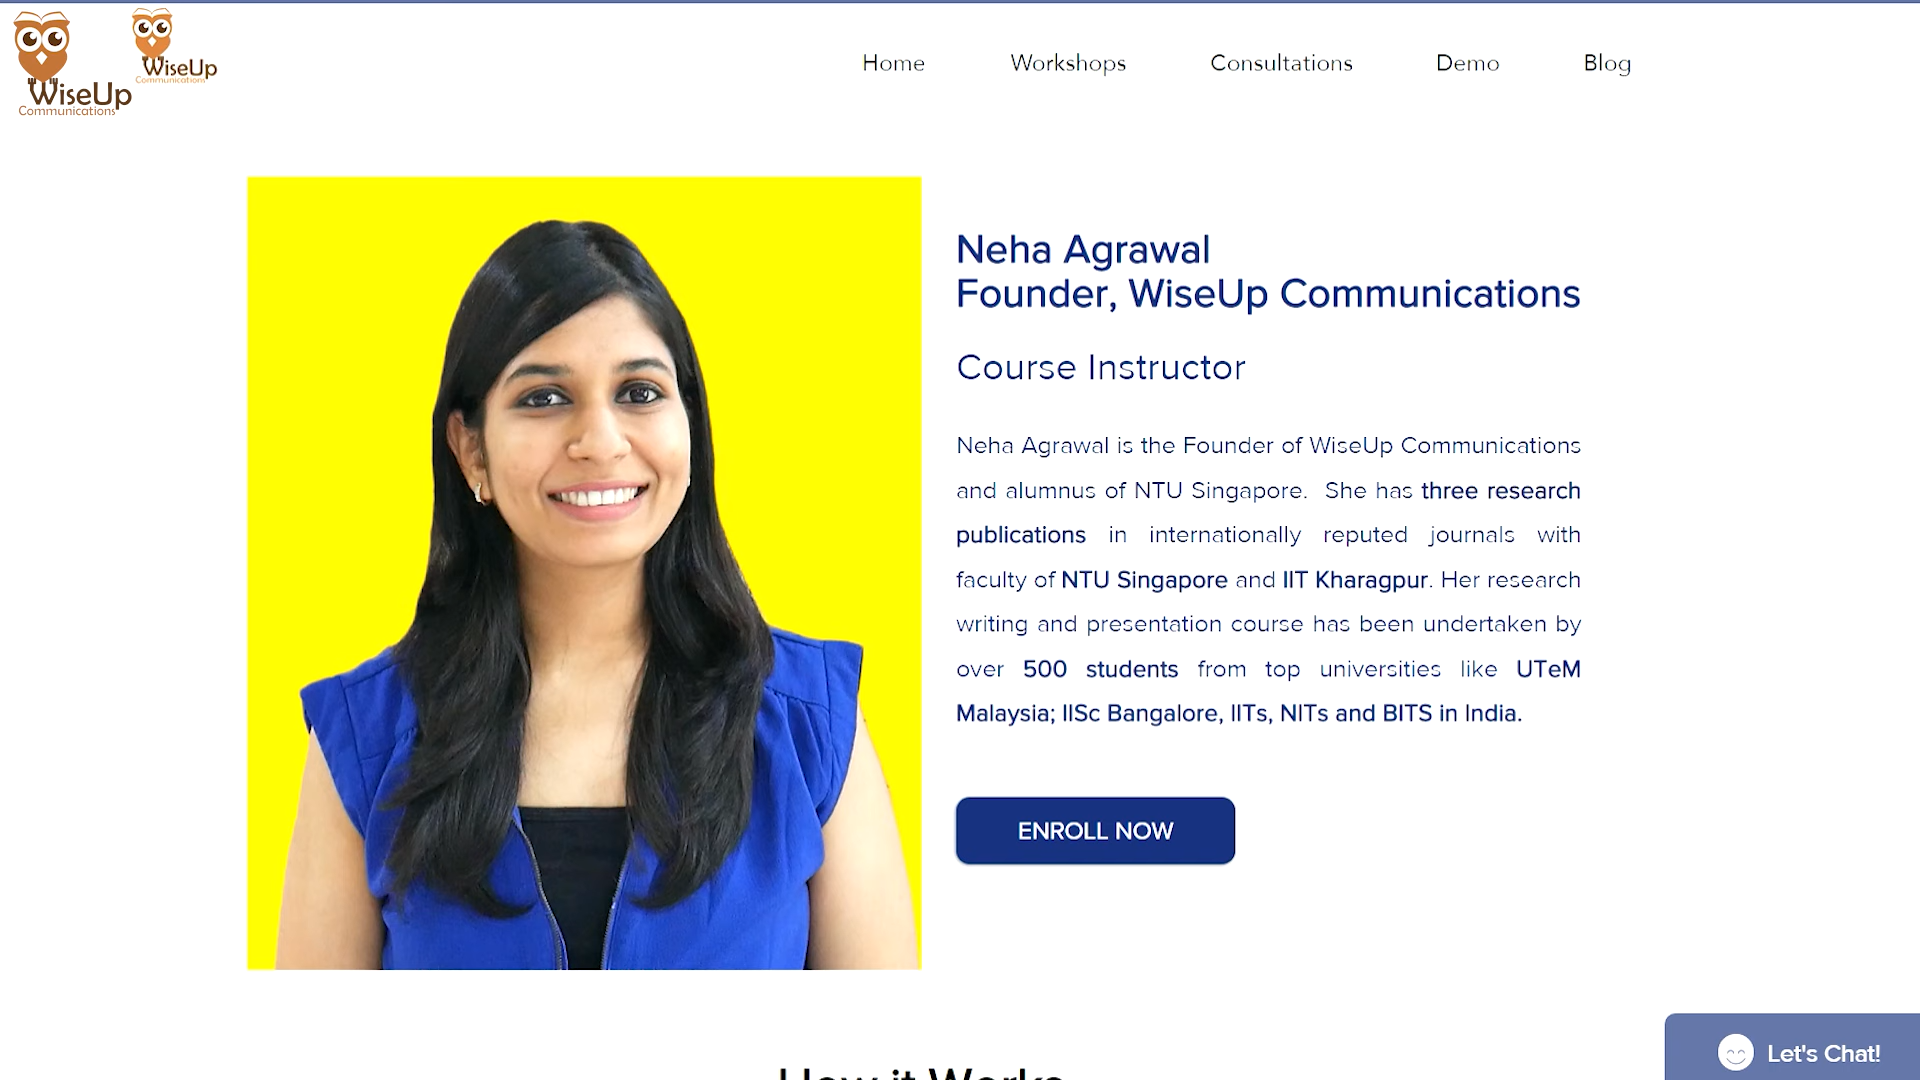 WiseUp
Communications
WiseUp
Communications
Home Workshops Consultations Demo Blog
Neha Agrawal
Founder, WiseUp Communications
Course Instructor
Neha Agrawal is the Founder of WiseUp Communications
and alumnus of NTU Singapore. She has three research
publications in internationally reputed journals with
faculty of NTU Singapore and IIT Kharagpur. Her research
writing and presentation course has been undertaken by
over 500 students from top universities like UTeM
Malaysia; IISc Bangalore, IITs, NITs and BITS in India.
ENROLL NOW
Let's Chat!
How it Works